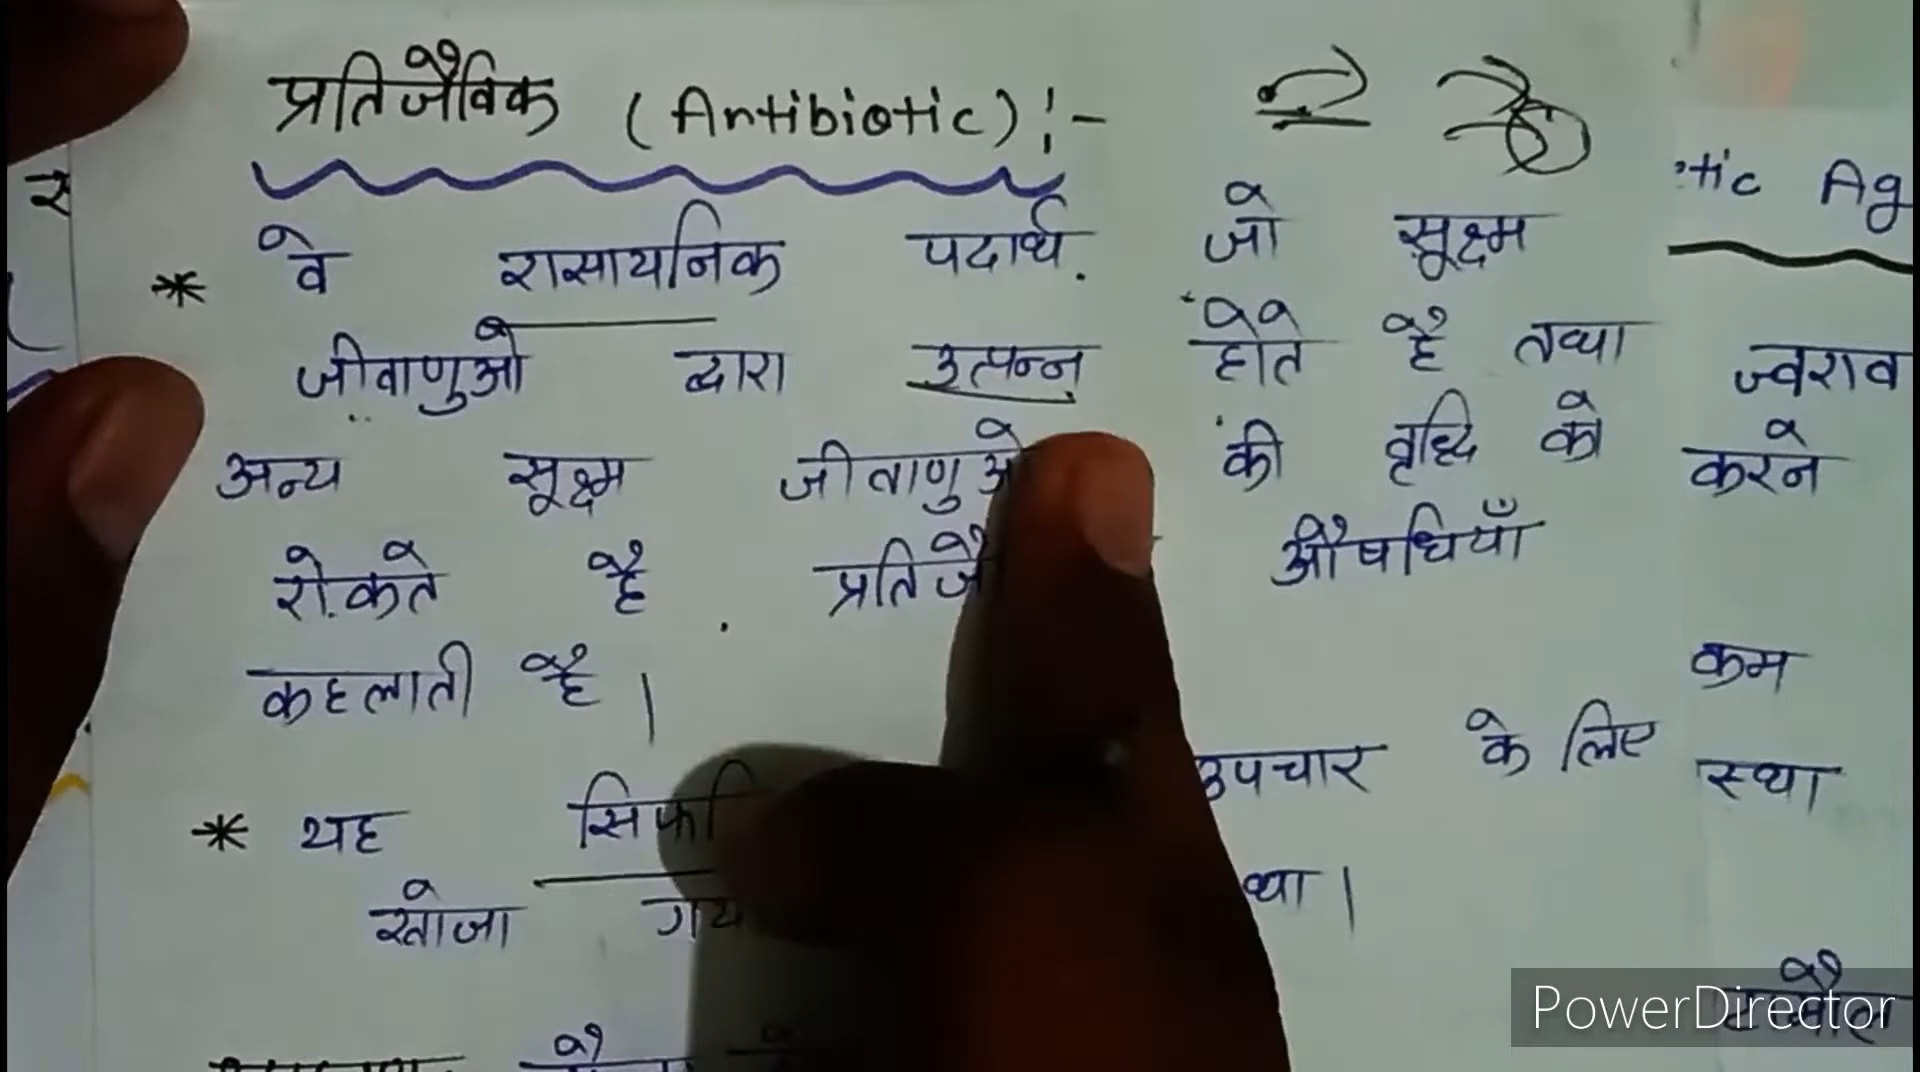 प्रतिजैविक (Antibiotic) :-
* वे रासायनिक पदार्थ जो सूक्ष्म
जीवाणुओ द्वारा उत्पन्न होते है तथा
अन्य सूक्ष्म जीवाणुओ की वृद्धि को
रोकते है प्रतिजै औषधियाँ
कहलाती है ।
* यह उपचार के लिए
खोजा था ।
tic Ag
करने
कम
स्था
PowerDirector